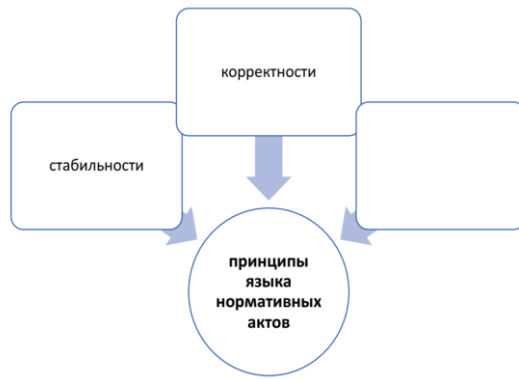 корректности
стабильности
принципы
языка
нормативных
актов